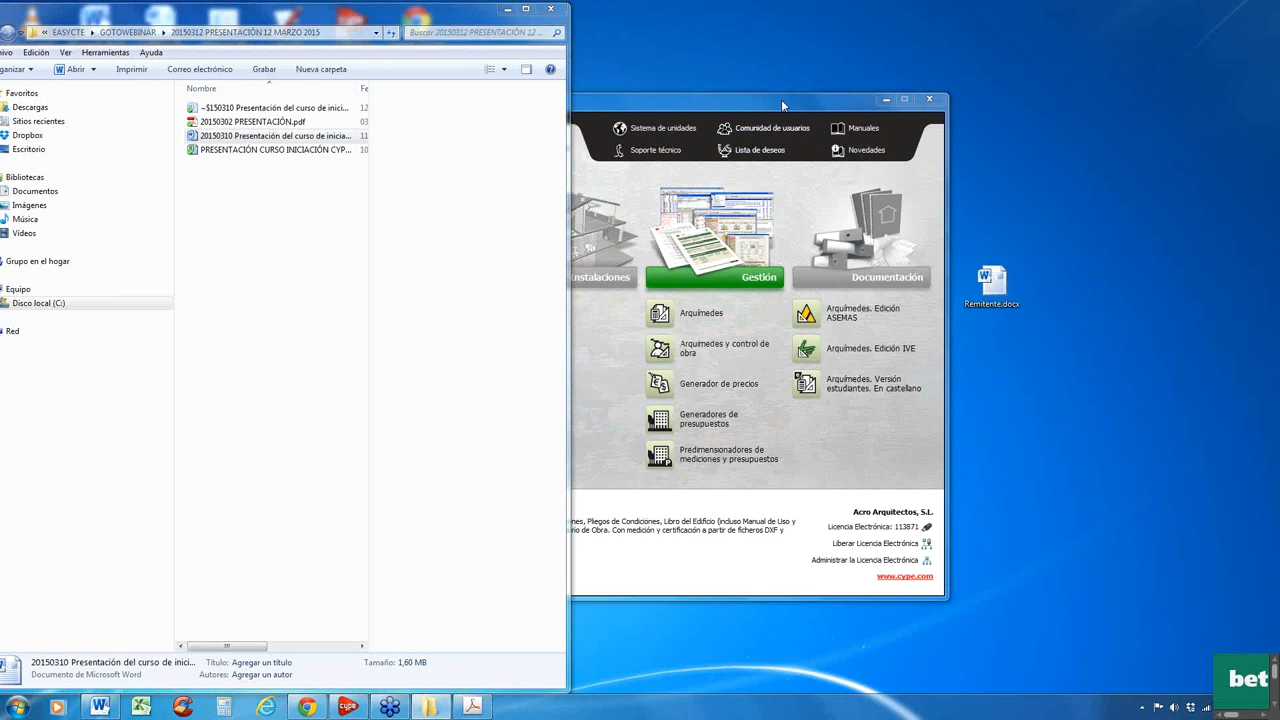 EASYCTE
GOTOWEBINAR
20150312 PRESENTACIÓN 12 MARZO 2015
Buscar 20150312 PRESENTACIÓN 12 ...
ivo Edición Ver Herramientas Ayuda
ganizar Abrir Imprimir Correo electrónico Grabar Nueva carpeta
Nombre Fe
Favoritos
Descargas
Sitios recientes
Dropbox
Escritorio
Bibliotecas
Documentos
Imágenes
Música
Vídeos
Grupo en el hogar
Equipo
Disco local (C:)
Red
~$150310 Presentación del curso de inici... 12
20150302 PRESENTACIÓN.pdf 03
20150310 Presentación del curso de inicia... 11
PRESENTACIÓN CURSO INICIACIÓN CYP... 10
20150310 Presentación del curso de inici... Título: Agregar un título Tamaño: 1,60 MB
Documento de Microsoft Word Autores: Agregar un autor
Sistema de unidades Comunidad de usuarios Manuales
Soporte técnico Lista de deseos Novedades
Instalaciones
Gestión
Documentación
Arquímedes
Arquímedes y control de
obra
Generador de precios
Generadores de
presupuestos
Predimensionadores de
mediciones y presupuestos
Arquímedes. Edición
ASEMAS
Arquímedes. Edición IVE
Arquímedes. Versión
estudiantes. En castellano
nes, Pliegos de Condiciones, Libro del Edificio (incluso Manual de Uso y
rio de Obra. Con medición y certificación a partir de ficheros DXF y
Acro Arquitectos, S.L.
Licencia Electrónica: 113871
Liberar Licencia Electrónica
Administrar la Licencia Electrónica
www.cype.com
Remitente.docx
cype
bet